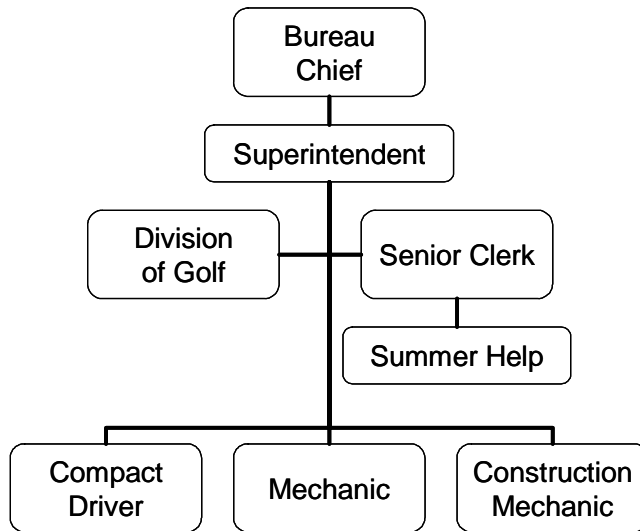 Bureau
Chief
Superintendent
Division
of Golf
Senior Clerk
Summer Help
Compact
Driver
Mechanic
Construction
Mechanic